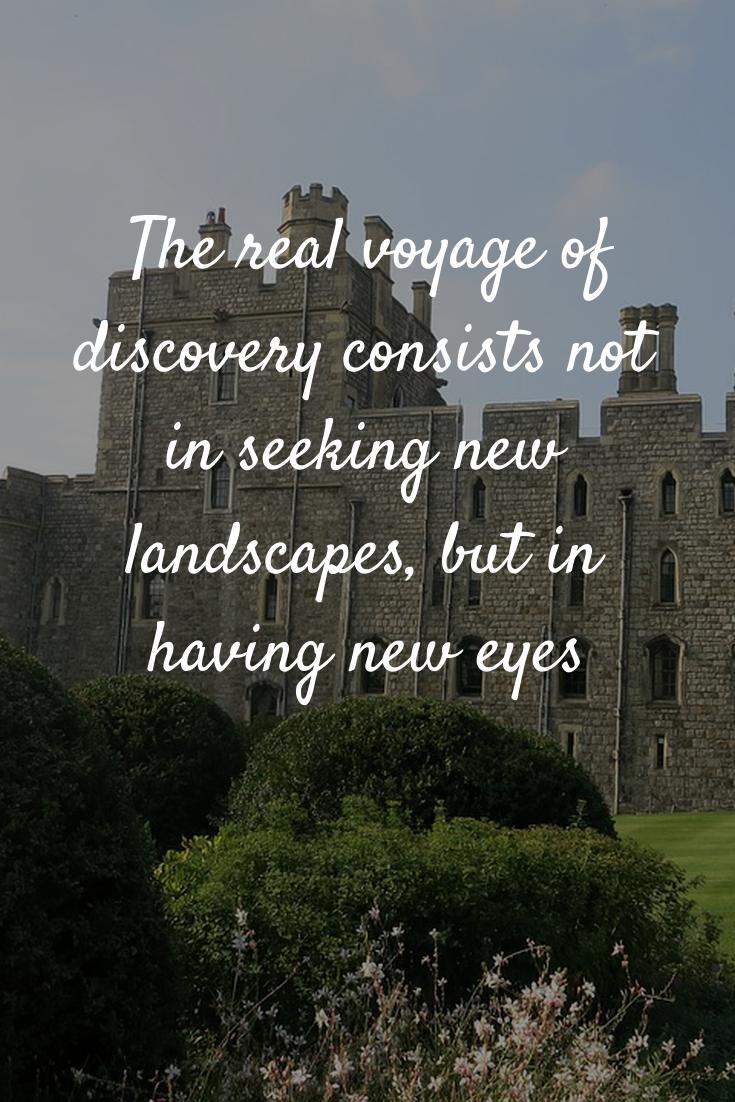 The real voyage of
discovery consists not
in seeking new
landscapes, but in
having new eyes